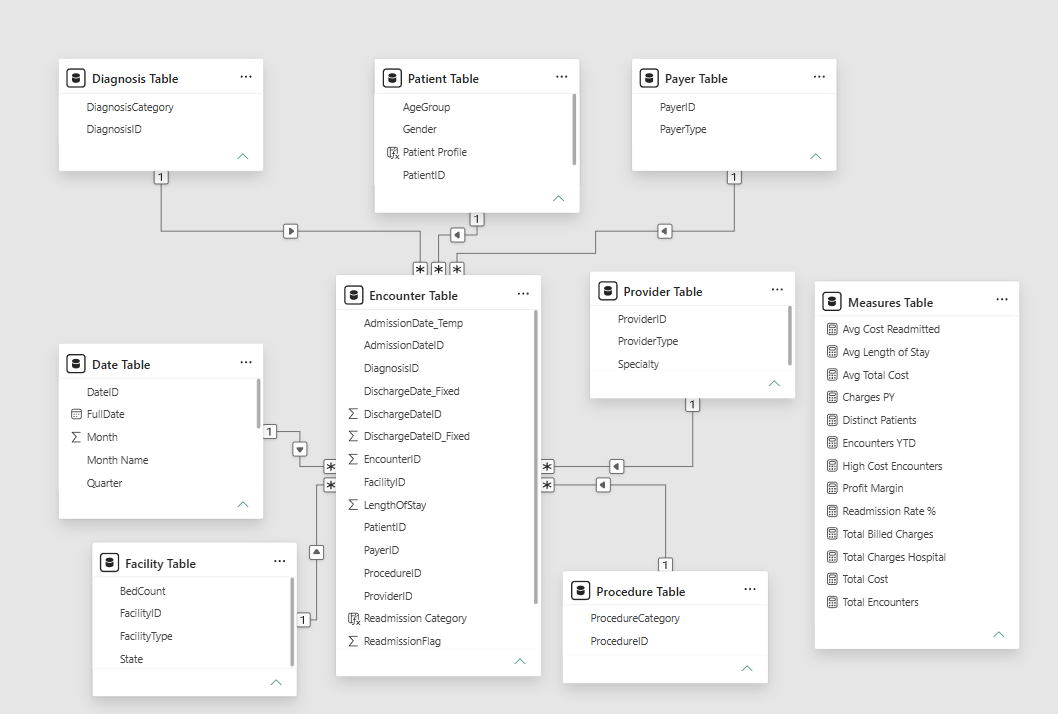 Diagnosis Table ...
DiagnosisCategory
DiagnosisID
1
Patient Table ...
AgeGroup
Gender
Patient Profile
PatientID
1
Payer Table ...
PayerID
PayerType
1
* * *
Encounter Table ...
AdmissionDate_Temp
AdmissionDateID
DiagnosisID
DischargeDate_Fixed
Σ DischargeDateID
Σ DischargeDateID_Fixed
Σ EncounterID
FacilityID
Σ LengthOfStay
PatientID
PayerID
ProcedureID
ProviderID
Readmission Category
Σ ReadmissionFlag
Provider Table ...
ProviderID
ProviderType
Specialty
1
*
*
Measures Table ...
Avg Cost Readmitted
Avg Length of Stay
Avg Total Cost
Charges PY
Distinct Patients
Encounters YTD
High Cost Encounters
Profit Margin
Readmission Rate %
Total Billed Charges
Total Charges Hospital
Total Cost
Total Encounters
Date Table ...
DateID
FullDate
Σ Month
Month Name
Quarter
1
*
*
Facility Table ...
BedCount
FacilityID
FacilityType
State
1
1
Procedure Table ...
ProcedureCategory
ProcedureID